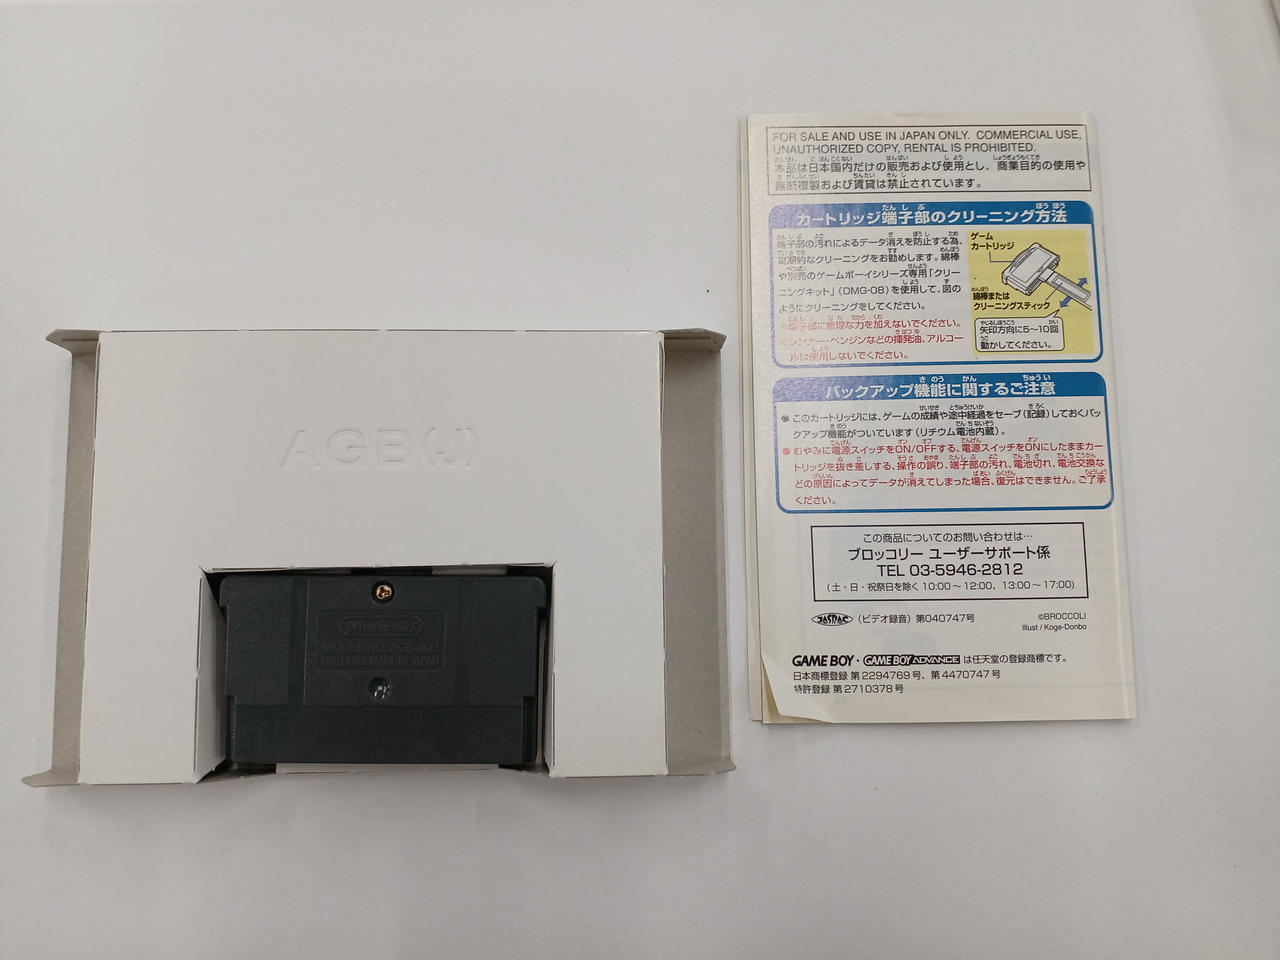 AGB(J)
Nintendo
MODEL NO. AGB-002
PAT. PEND. MADE IN JAPAN
FOR SALE AND USE IN JAPAN ONLY. COMMERCIAL USE,
UNAUTHORIZED COPY, RENTAL IS PROHIBITED.
本品は日本国内だけの販売および使用とし、商業目的の使用や
無断複製および賃貸は禁止されています。
カートリッジ端子部のクリーニング方法
端子部の汚れによるデータ消えを防止する為、
定期的なクリーニングをお勧めします。綿棒
や別売のゲームボーイシリーズ専用「クリー
ニングキット」(DMG-08)を使用して、図の
ようにクリーニングをしてください。
※端子部に無理な力を加えないでください。
※シンナー・ベンジンなどの揮発油、アルコー
ルは使用しないでください。
ゲーム
カートリッジ
綿棒または
クリーニングスティック
矢印方向に5〜10回
動かしてください。
バックアップ機能に関するご注意
●このカートリッジには、ゲームの成績や途中経過をセーブ(記録)しておくバッ
クアップ機能がついています(リチウム電池内蔵)。
●むやみに電源スイッチをON/OFFする、電源スイッチをONにしたままカー
トリッジを抜き差しする、操作の誤り、端子部の汚れ、電池切れ、電池交換な
どの原因によってデータが消えてしまった場合、復元はできません。ご了承
ください。
この商品についてのお問い合わせは…
ブロッコリー ユーザーサポート係
TEL 03-5946-2812
(土・日・祝祭日を除く 10:00〜12:00、13:00〜17:00)
JASRAC (ビデオ録音) 第040747号
©BROCCOLI
Illust / Koge-Donbo
GAME BOY・GAME BOY ADVANCE は任天堂の登録商標です。
日本商標登録 第2294769号、第4470747号
特許登録 第2710378号